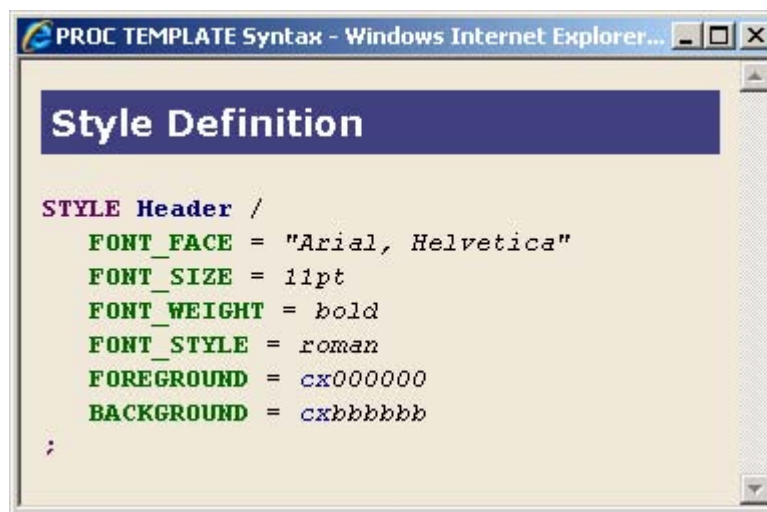 PROC TEMPLATE Syntax - Windows Internet Explorer...
Style Definition
STYLE Header /
FONT_FACE = "Arial, Helvetica"
FONT_SIZE = 11pt
FONT_WEIGHT = bold
FONT_STYLE = roman
FOREGROUND = cx000000
BACKGROUND = cxbbbbbb
;